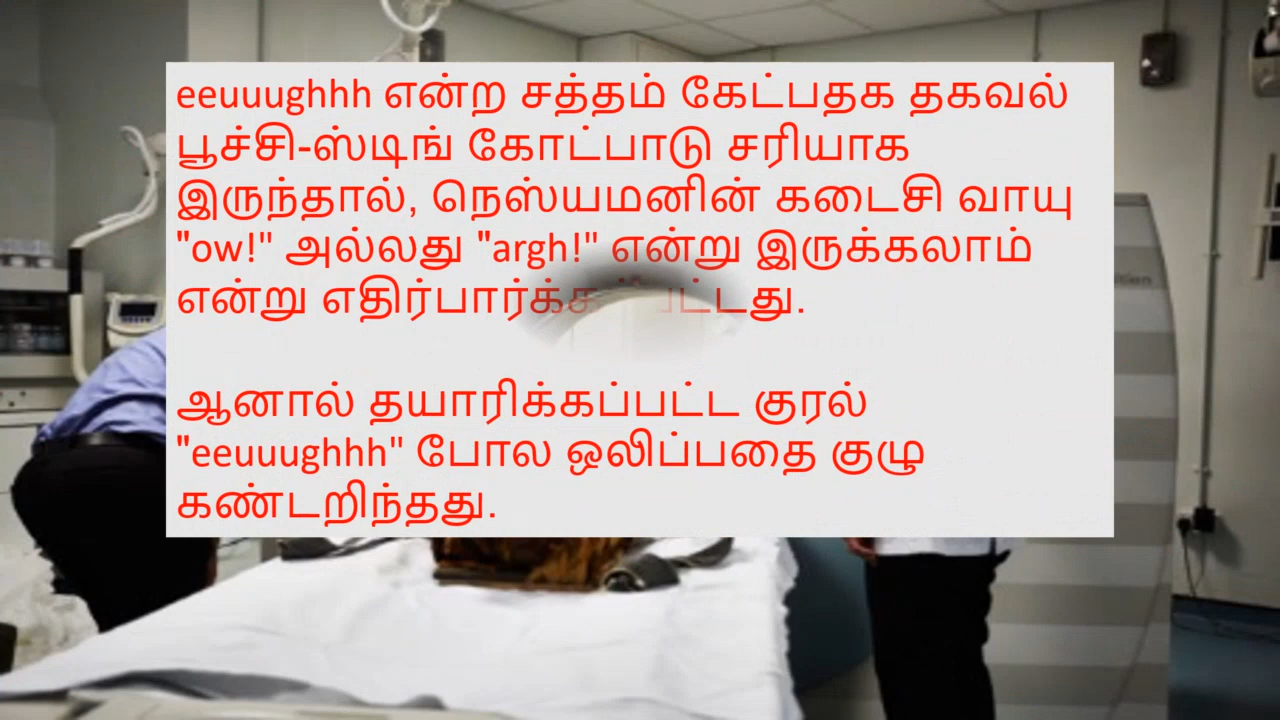 eeuuughhh என்ற சத்தம் கேட்பதக தகவல்
பூச்சி-ஸ்டிங் கோட்பாடு சரியாக
இருந்தால், நெஸ்யமனின் கடைசி வாயு
"ow!" அல்லது "argh!" என்று இருக்கலாம்
என்று
ஆனால் தயாரிக்கப்பட்ட குரல்
"eeuuughhh" போல ஒலிப்பதை குழு
கண்டறிந்தது.